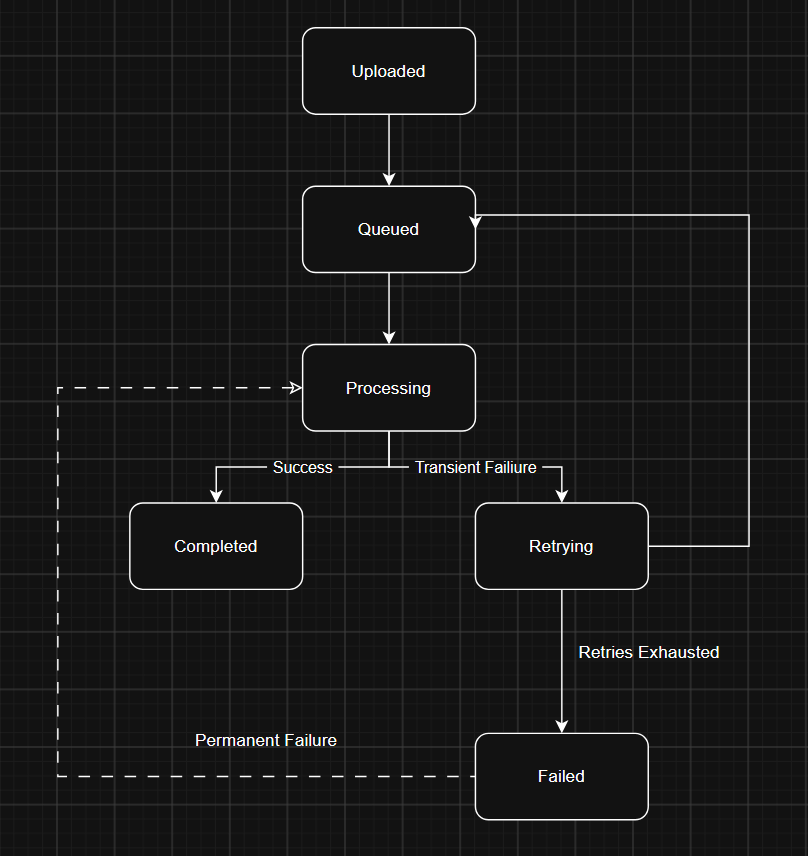 Uploaded
Queued
Processing
Success
Transient Failiure
Completed
Retrying
Retries Exhausted
Permanent Failure
Failed